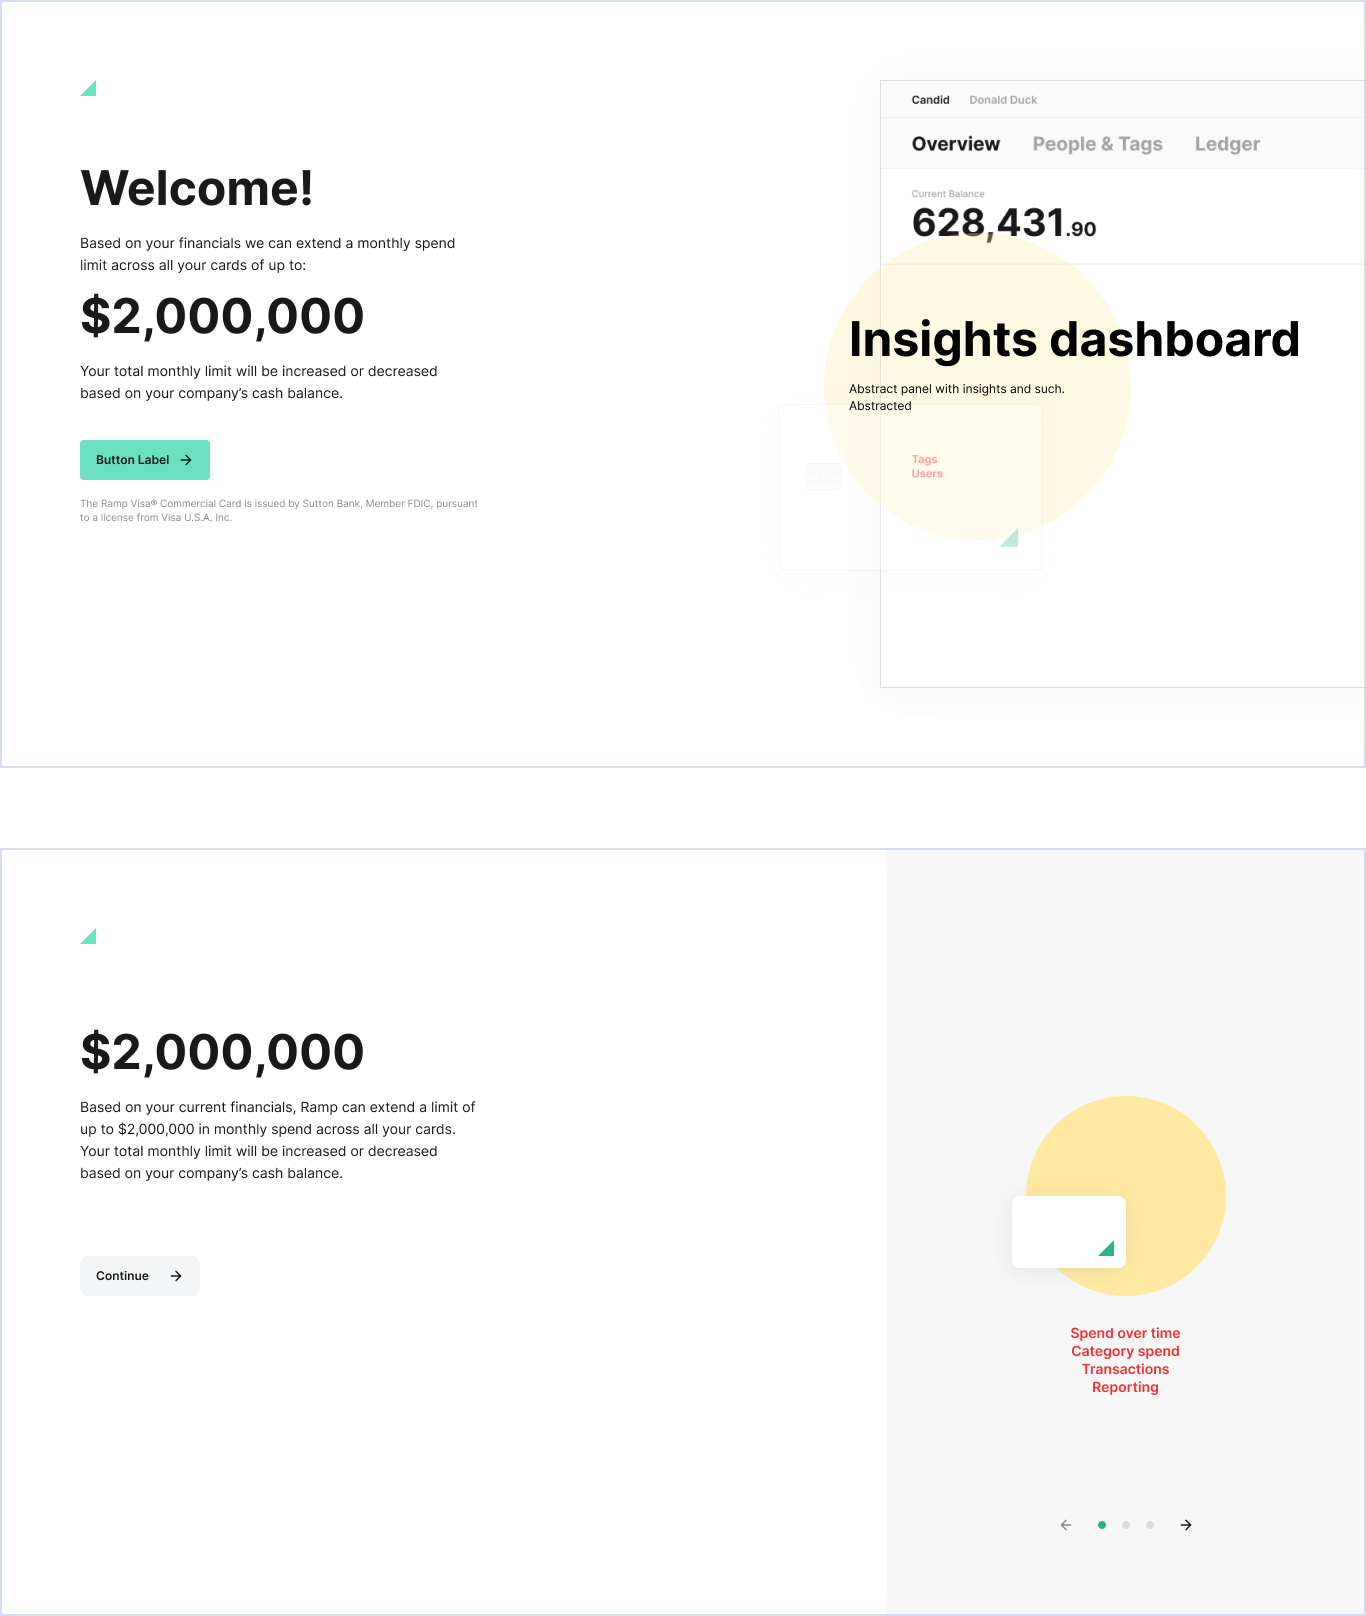 Welcome!
Based on your financials we can extend a monthly spend
limit across all your cards of up to:
$2,000,000
Your total monthly limit will be increased or decreased
based on your company’s cash balance.
Button Label
The Ramp Visa® Commercial Card is issued by Sutton Bank, Member FDIC, pursuant
to a license from Visa U.S.A. Inc.
Candid Donald Duck
Overview People & Tags Ledger
Current Balance
628,431.90
Insights dashboard
Abstract panel with insights and such.
Abstracted
Tags
Users
$2,000,000
Based on your current financials, Ramp can extend a limit of
up to $2,000,000 in monthly spend across all your cards.
Your total monthly limit will be increased or decreased
based on your company’s cash balance.
Continue
Spend over time
Category spend
Transactions
Reporting